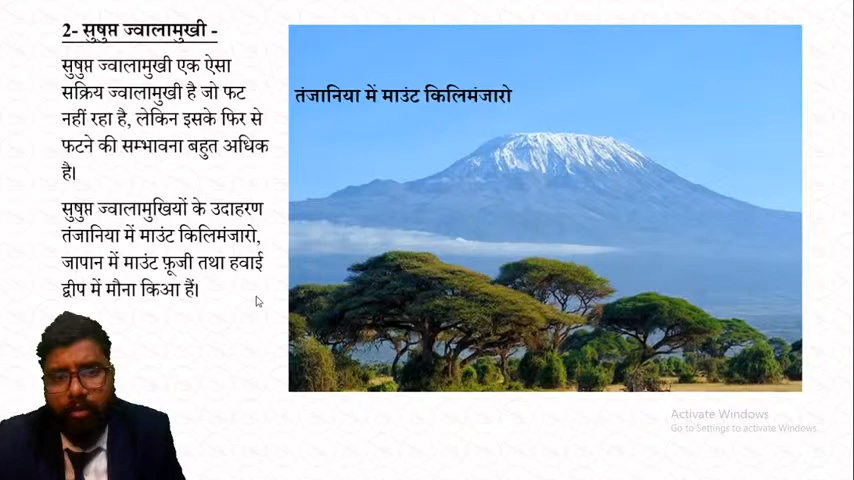 2- सुषुप्त ज्वालामुखी -
सुषुप्त ज्वालामुखी एक ऐसा
सक्रिय ज्वालामुखी है जो फट
नहीं रहा है, लेकिन इसके फिर से
फटने की सम्भावना बहुत अधिक
है।
सुषुप्त ज्वालामुखियों के उदाहरण
तंजानिया में माउंट किलिमंजारो,
जापान में माउंट फ़ूजी तथा हवाई
द्वीप में मौना किआ हैं।
तंजानिया में माउंट किलिमंजारो
Activate Windows
Go to Settings to activate Windows.